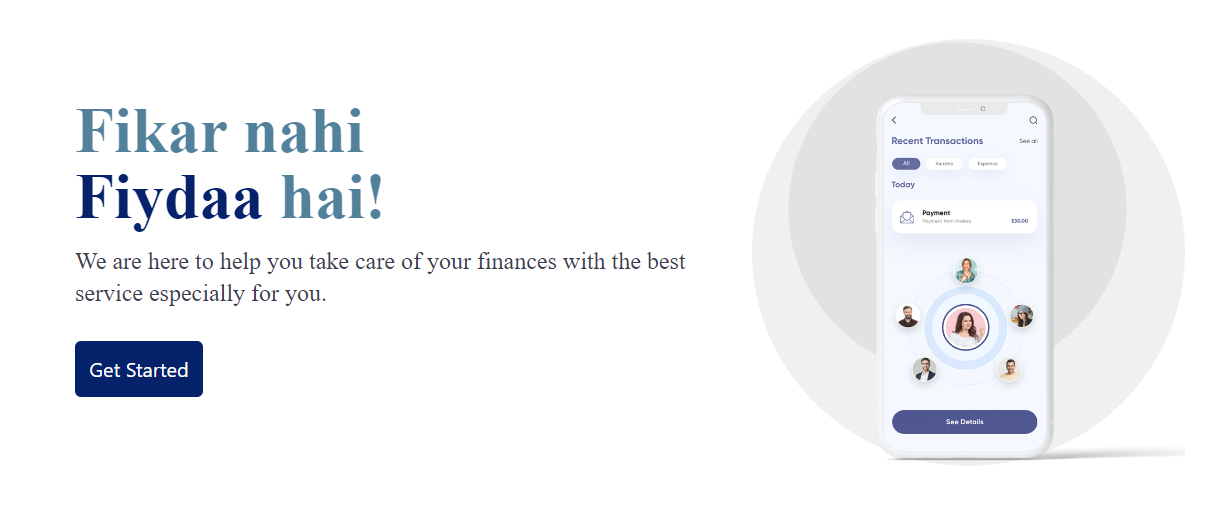 Fikar nahi
Fiydaa hai!
We are here to help you take care of your finances with the best
service especially for you.
Get Started
Recent Transactions
See all
All
Income
Expense
Today
Payment
Payment from Andrea
$30.00
See Details